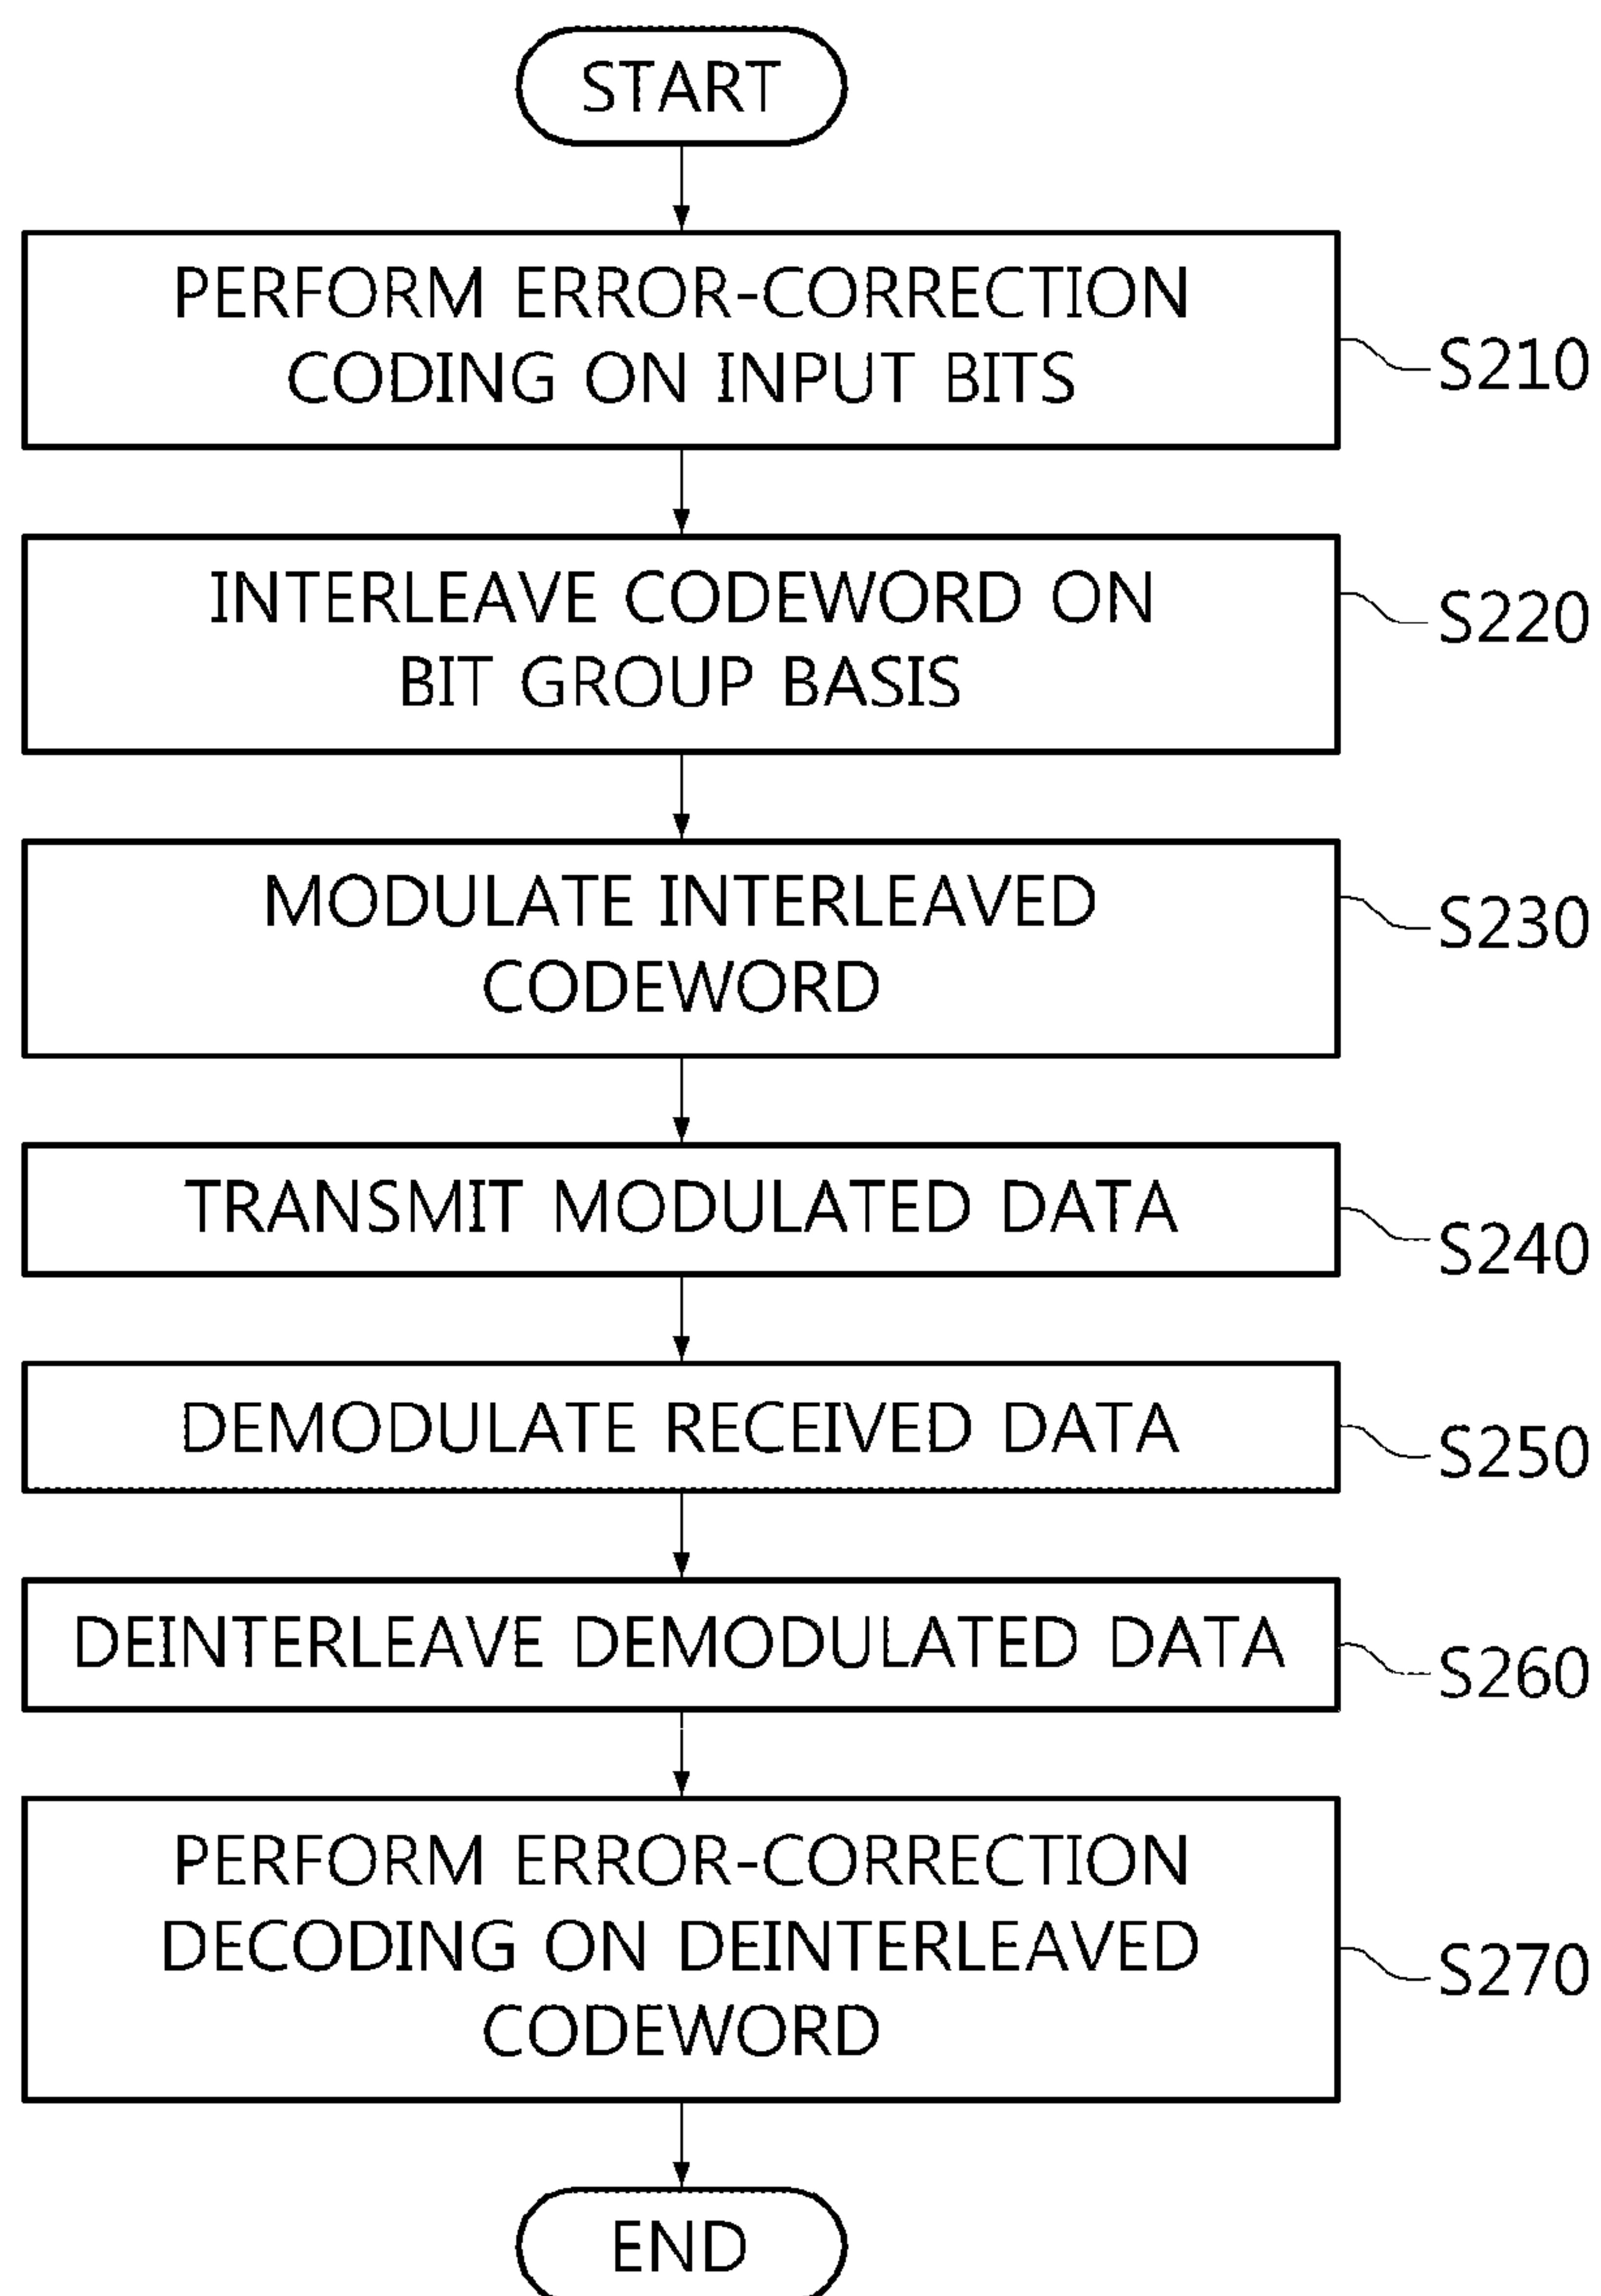 START
PERFORM ERROR-CORRECTION
CODING ON INPUT BITS
S210
INTERLEAVE CODEWORD ON
BIT GROUP BASIS
S220
MODULATE INTERLEAVED
CODEWORD
S230
TRANSMIT MODULATED DATA
S240
DEMODULATE RECEIVED DATA
S250
DEINTERLEAVE DEMODULATED DATA
S260
PERFORM ERROR-CORRECTION
DECODING ON DEINTERLEAVED
CODEWORD
S270
END